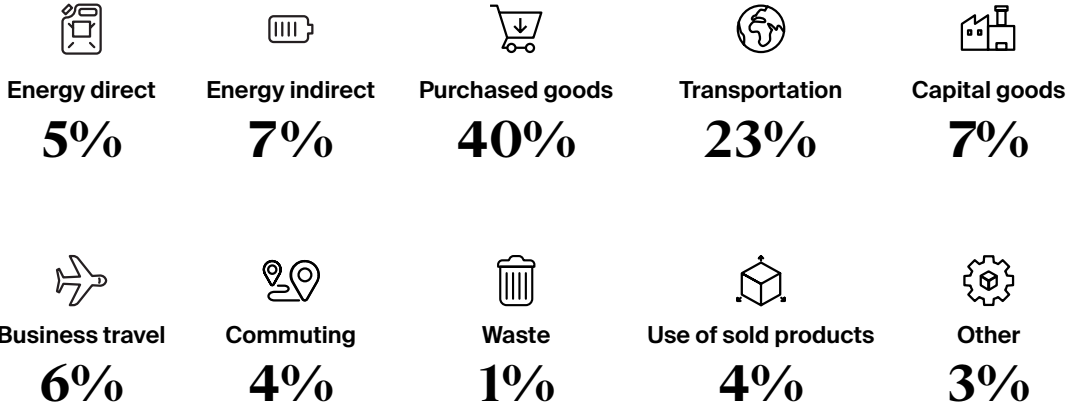 Energy direct Energy indirect Purchased goods Transportation Capital goods
5% 7% 40% 23% 7%
Business travel Commuting Waste Use of sold products Other
6% 4% 1% 4% 3%